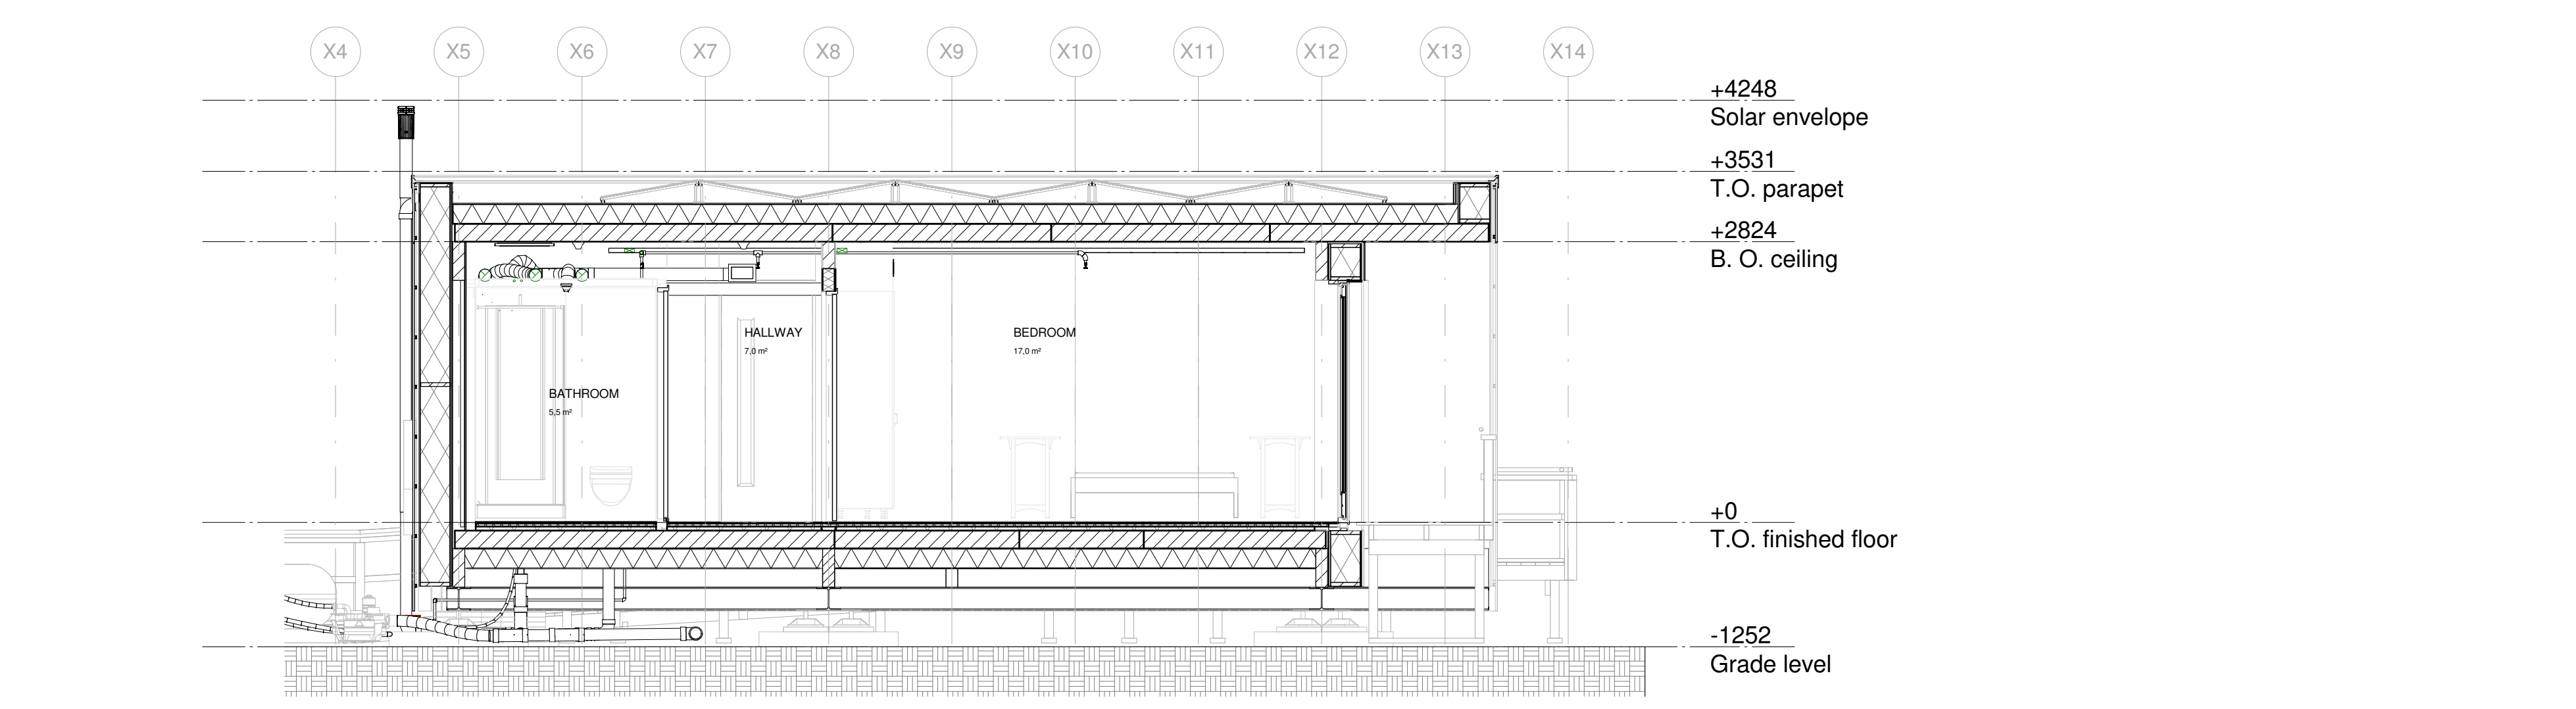 X4 X5 X6 X7 X8 X9 X10 X11 X12 X13 X14
+4248
Solar envelope
+3531
T.O. parapet
+2824
B. O. ceiling
HALLWAY
7,0 m²
BEDROOM
17,0 m²
BATHROOM
5,5 m²
+0
T.O. finished floor
-1252
Grade level